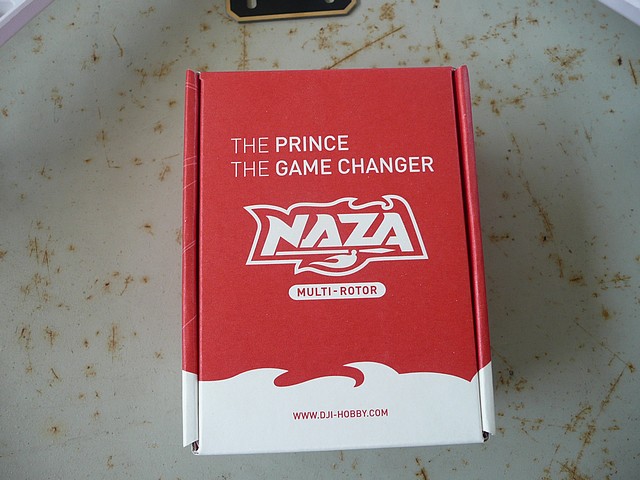 THE PRINCE
THE GAME CHANGER
NAZA
MULTI-ROTOR
WWW.DJI-HOBBY.COM